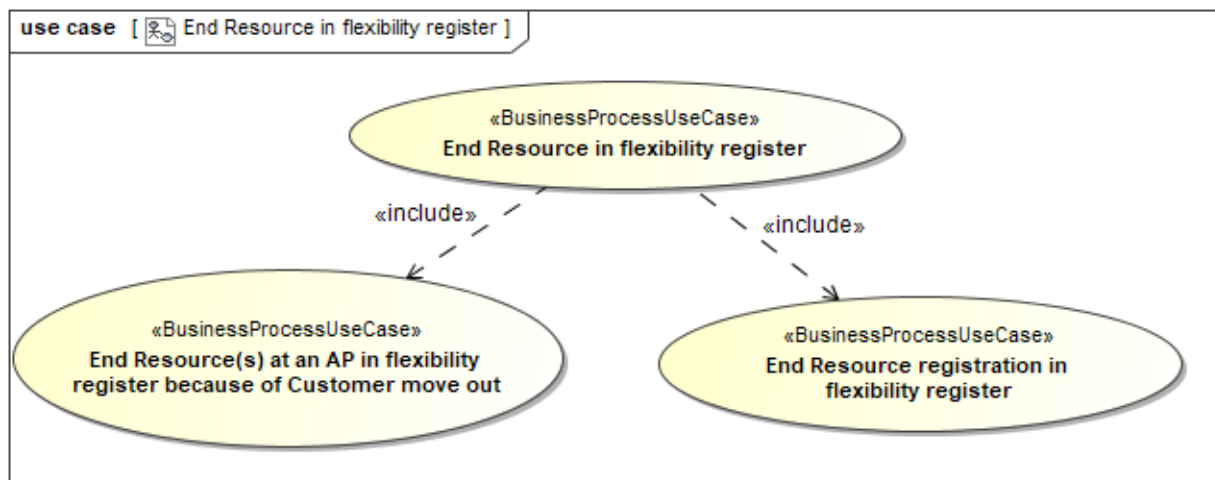 use case [ End Resource in flexibility register ]
«BusinessProcessUseCase»
End Resource in flexibility register
«include»
«include»
«BusinessProcessUseCase»
End Resource(s) at an AP in flexibility
register because of Customer move out
«BusinessProcessUseCase»
End Resource registration in
flexibility register